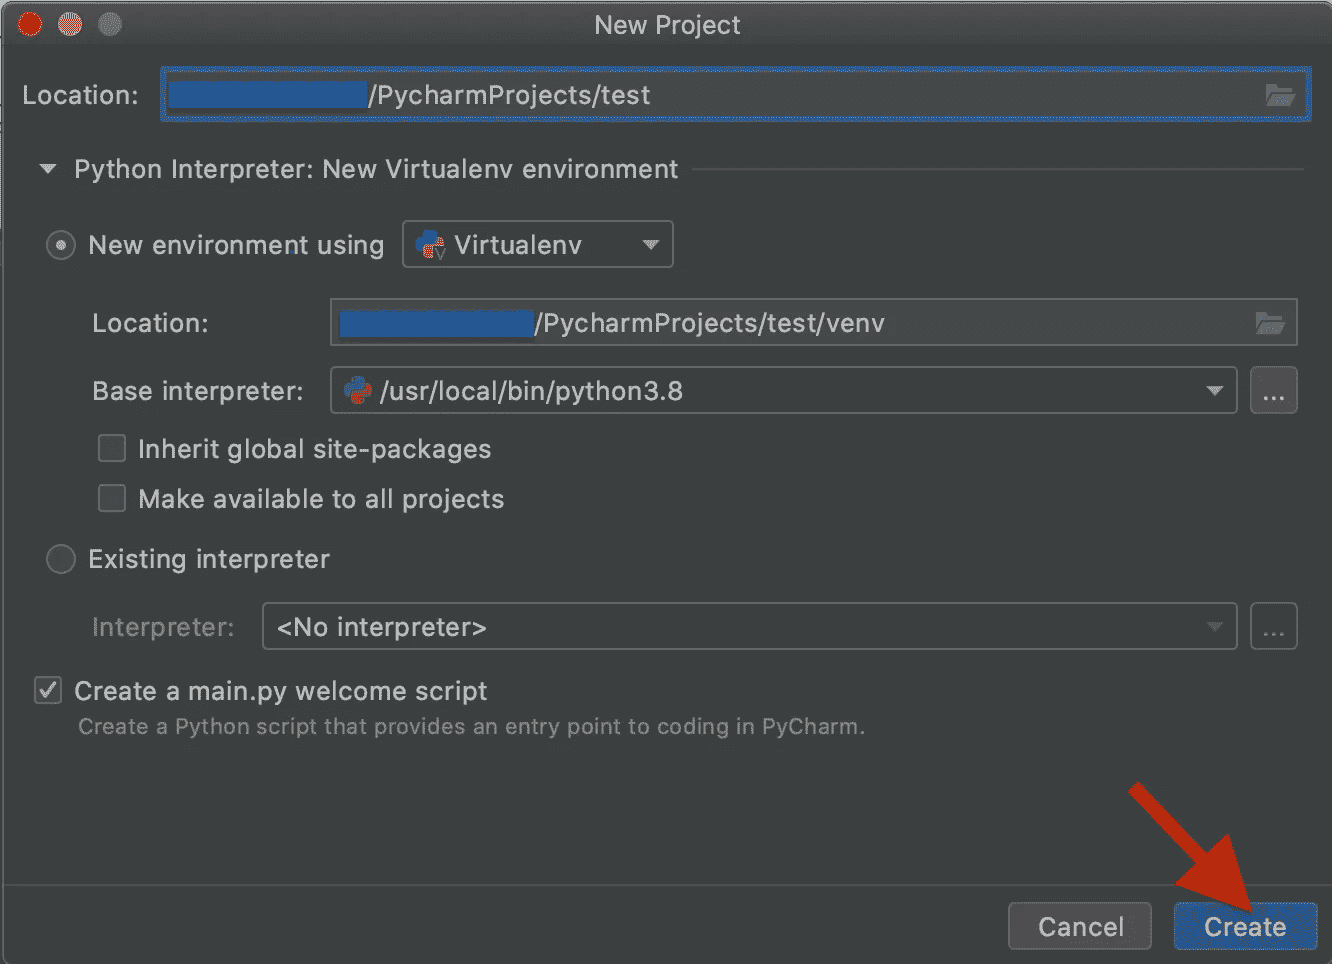 New Project
Location: /PycharmProjects/test
Python Interpreter: New Virtualenv environment
New environment using Virtualenv
Location: /PycharmProjects/test/venv
Base interpreter: /usr/local/bin/python3.8 ...
Inherit global site-packages
Make available to all projects
Existing interpreter
Interpreter: <No interpreter> ...
Create a main.py welcome script
Create a Python script that provides an entry point to coding in PyCharm.
Cancel Create